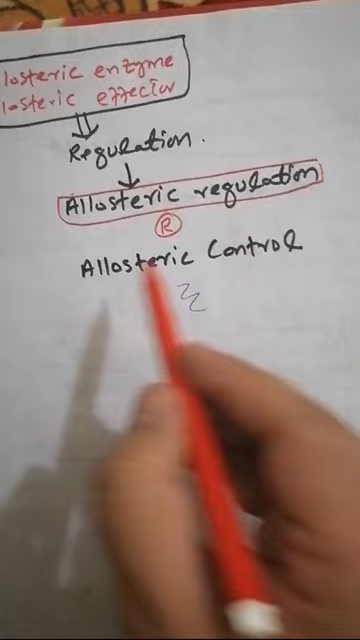 losteric enzyme
losteric effector
Regulation.
Allosteric regulation
R
Allosteric Control